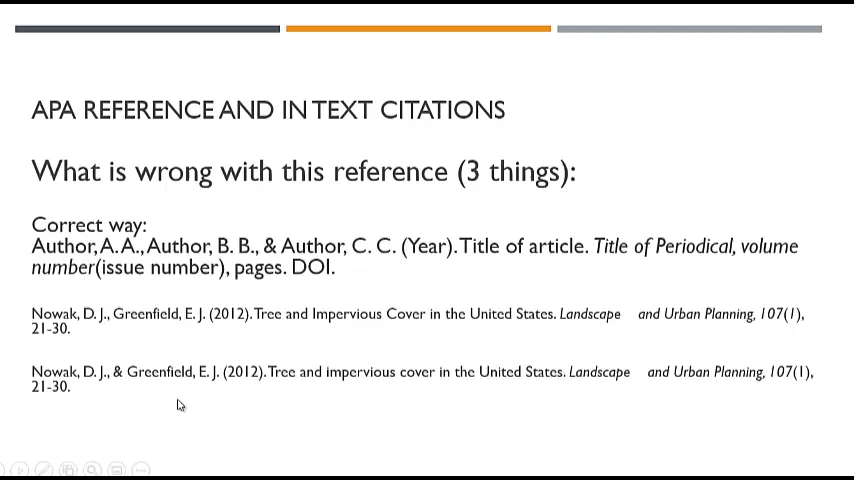 APA REFERENCE AND IN TEXT CITATIONS
What is wrong with this reference (3 things):
Correct way:
Author, A. A., Author, B. B., & Author, C. C. (Year). Title of article. Title of Periodical, volume
number(issue number), pages. DOI.
Nowak, D. J., Greenfield, E. J. (2012). Tree and Impervious Cover in the United States. Landscape and Urban Planning, 107(1),
21-30.
Nowak, D. J., & Greenfield, E. J. (2012). Tree and impervious cover in the United States. Landscape and Urban Planning, 107(1),
21-30.